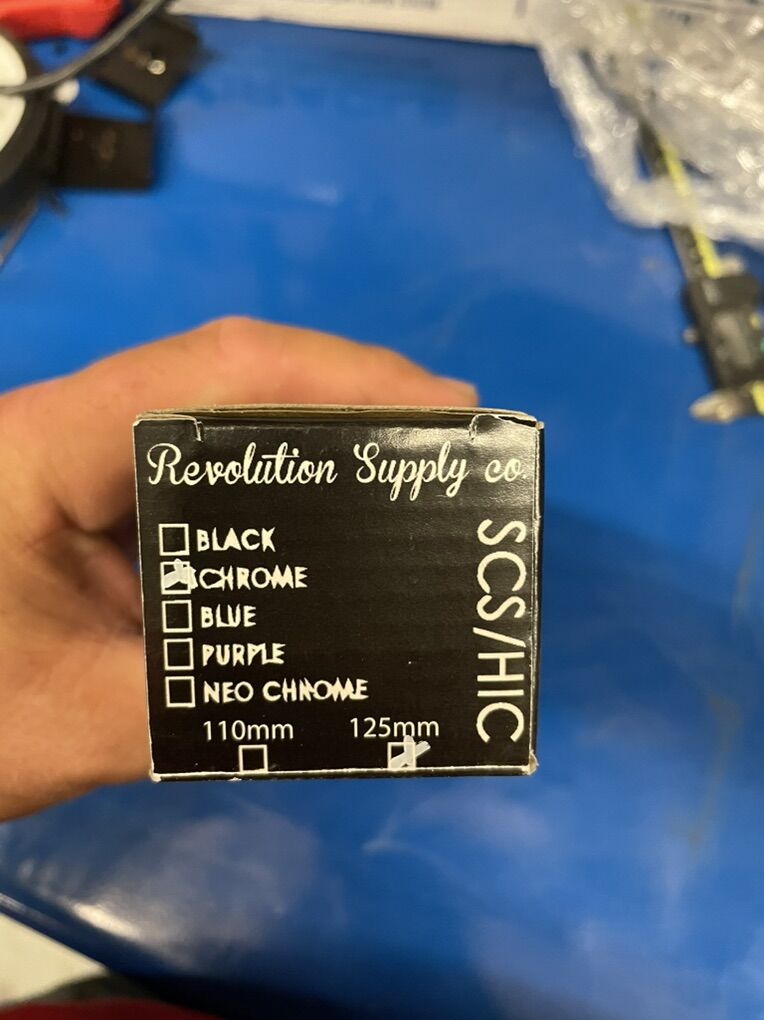 Revolution Supply co.
BLACK
CHROME
BLUE
PURPLE
NEO CHROME
110mm 125mm
SCS/HIC